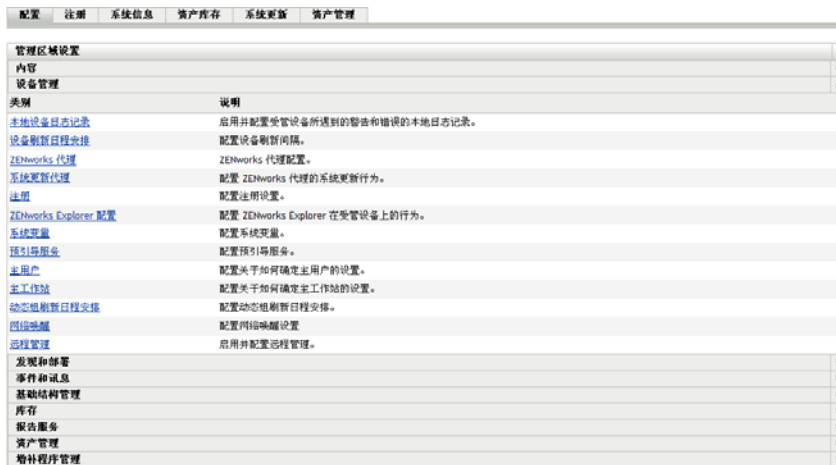 配置 注册 系统信息 资产库存 系统更新 资产管理
管理区域设置
内容
设备管理
类别 说明
本地设备日志记录 启用并配置受管设备所遇到的警告和错误的本地日志记录。
设备刷新日程安排 配置设备刷新间隔。
ZENworks 代理 ZENworks 代理配置。
系统更新代理 配置 ZENworks 代理的系统更新行为。
注册 配置注册设置。
ZENworks Explorer 配置 配置 ZENworks Explorer 在受管设备上的行为。
系统变量 配置系统变量。
预引导服务 配置预引导服务。
主用户 配置关于如何确定主用户的设置。
主工作站 配置关于如何确定主工作站的设置。
动态组刷新日程安排 配置动态组刷新日程安排。
网络唤醒 配置网络唤醒设置
远程管理 启用并配置远程管理。
发现和部署
事件和讯息
基础结构管理
库存
报告服务
资产管理
增补程序管理